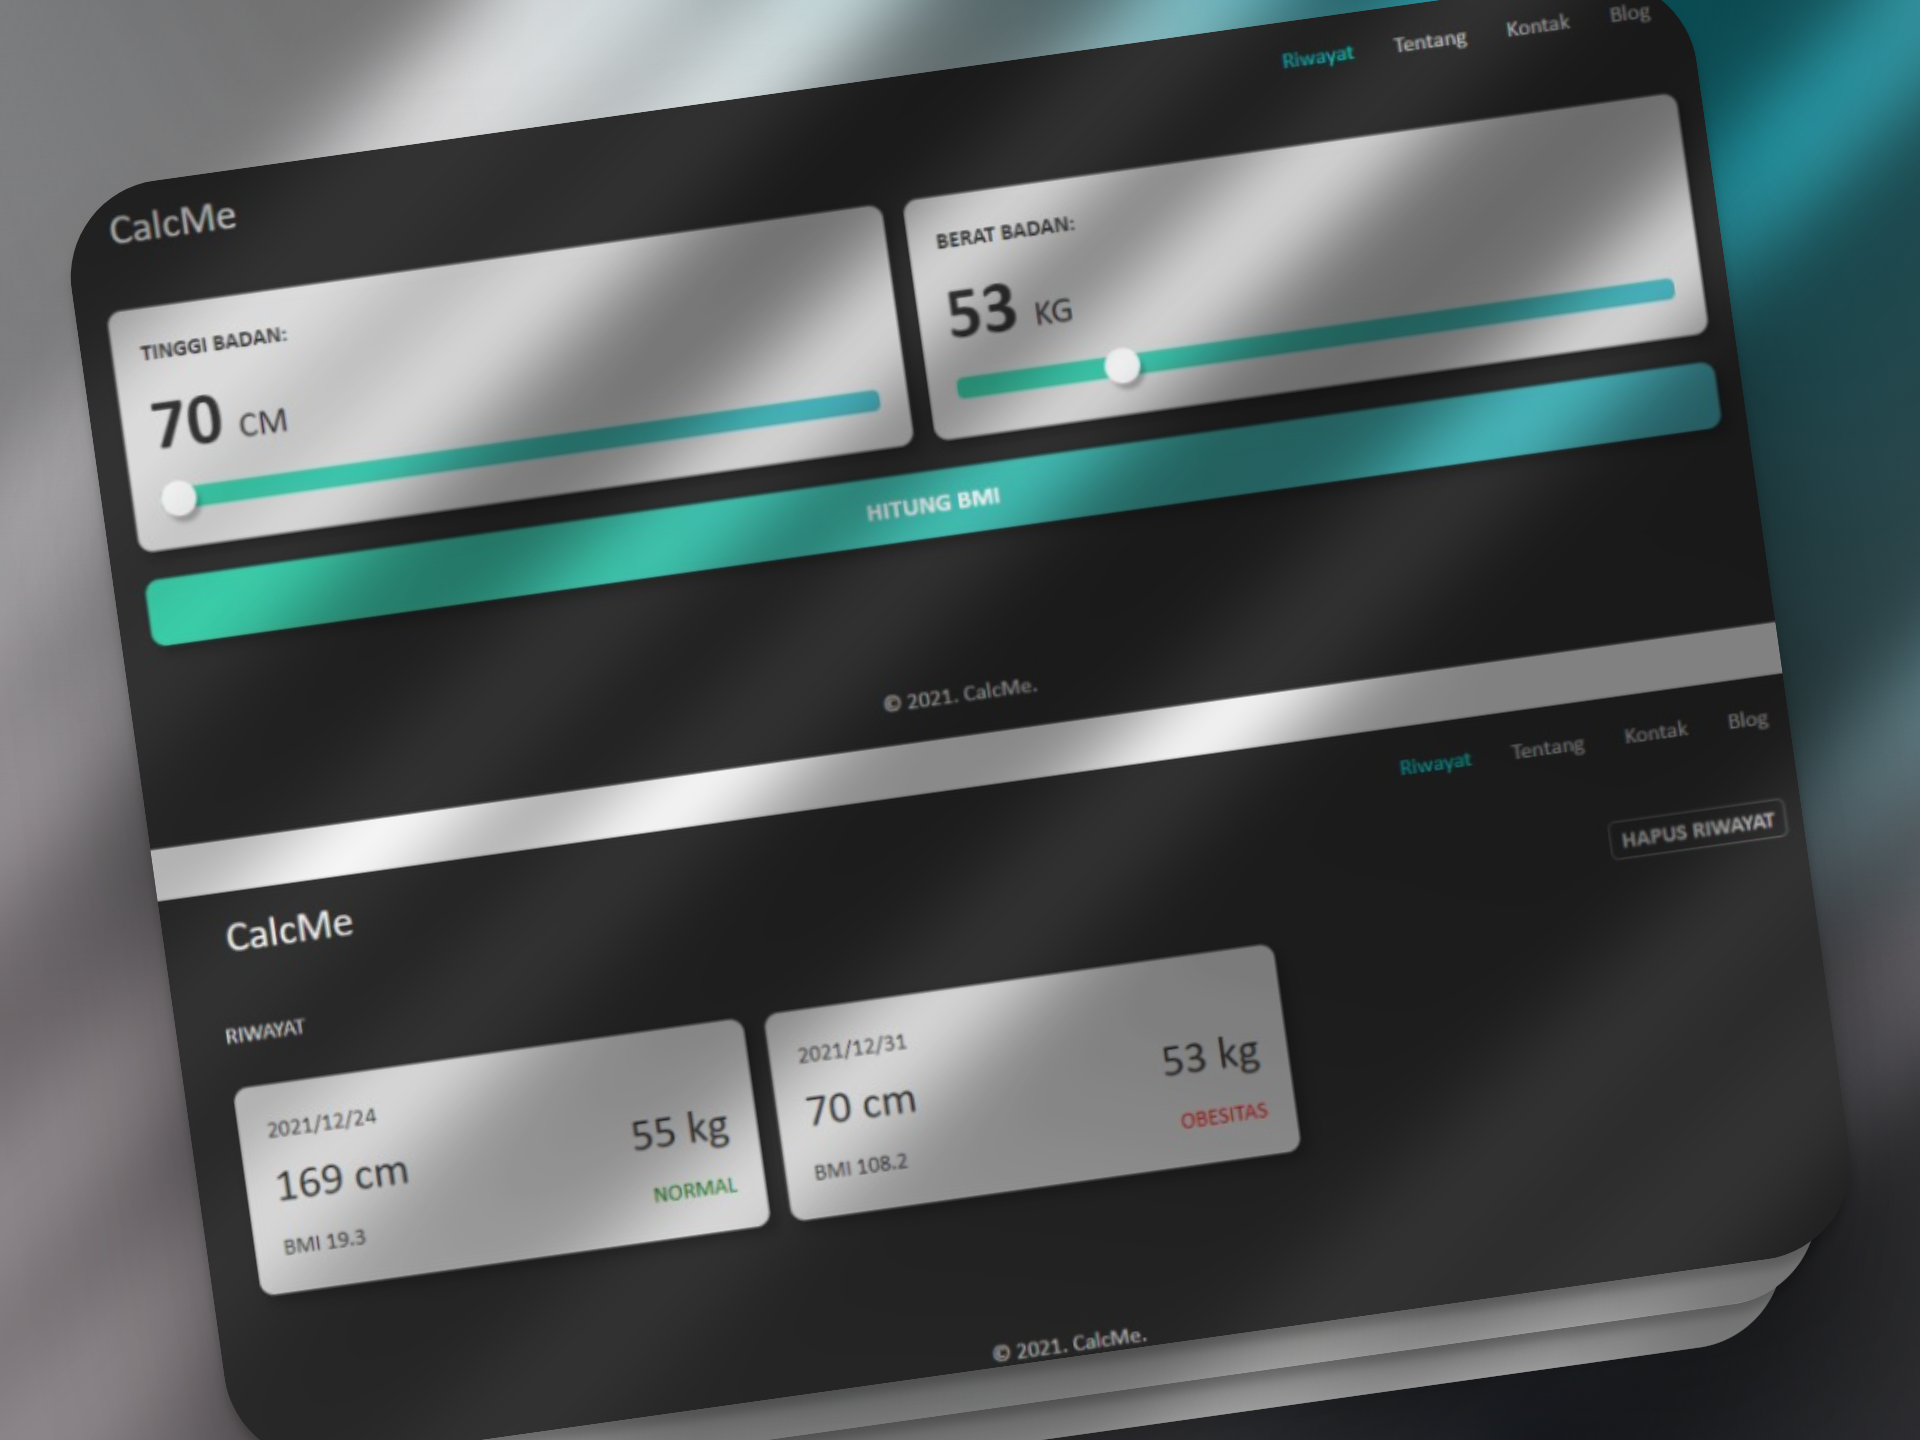 Riwayat Tentang Kontak Blog
CalcMe
TINGGI BADAN:
70 CM
BERAT BADAN:
53 KG
HITUNG BMI
© 2021. CalcMe.
Riwayat Tentang Kontak Blog
HAPUS RIWAYAT
CalcMe
RIWAYAT
2021/12/24
169 cm 55 kg
BMI 19.3 NORMAL
2021/12/31
70 cm 53 kg
BMI 108.2 OBESITAS
© 2021. CalcMe.